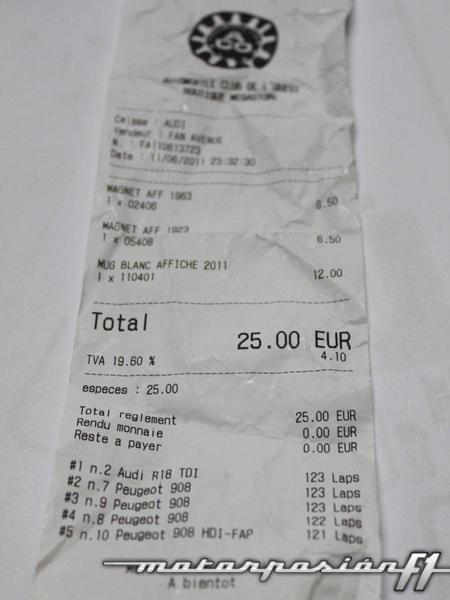 AUTOMOBILE CLUB DE L'OUEST
BOUTIQUE MEGASTORE
Caisse : AUDI
Vendeur : FAN AVENUE
N. : FA110613723
Date : 11/06/2011 23:32:30
MAGNET AFF 1963
1 x 02406 6.50
MAGNET AFF 1923
1 x 05408 6.50
MUG BLANC AFFICHE 2011
1 x 110401 12.00
Total 25.00 EUR
TVA 19.60 % 4.10
especes : 25.00
Total reglement 25.00 EUR
Rendu monnaie 0.00 EUR
Reste a payer 0.00 EUR
#1 n.2 Audi R18 TDI 123 Laps
#2 n.7 Peugeot 908 123 Laps
#3 n.9 Peugeot 908 123 Laps
#4 n.8 Peugeot 908 122 Laps
#5 n.10 Peugeot 908 HDI-FAP 121 Laps
motorpasiónF1
A bientot